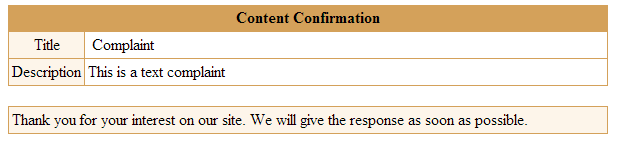 Content Confirmation
Title Complaint
Description This is a text complaint
Thank you for your interest on our site. We will give the response as soon as possible.